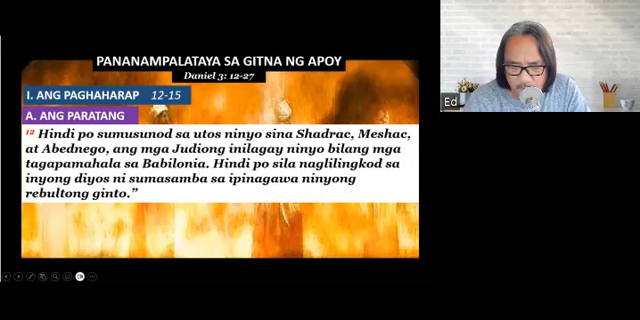 PANANAMPALATAYA SA GITNA NG APOY
Daniel 3: 12-27
I. ANG PAGHAHARAP 12-15
A. ANG PARATANG
12 Hindi po sumusunod sa utos ninyo sina Shadrac, Meshac,
at Abednego, ang mga Judiong inilagay ninyo bilang mga
tagapamahala sa Babilonia. Hindi po sila naglilingkod sa
inyong diyos ni sumasamba sa ipinagawa ninyong
rebultong ginto.”
Ed